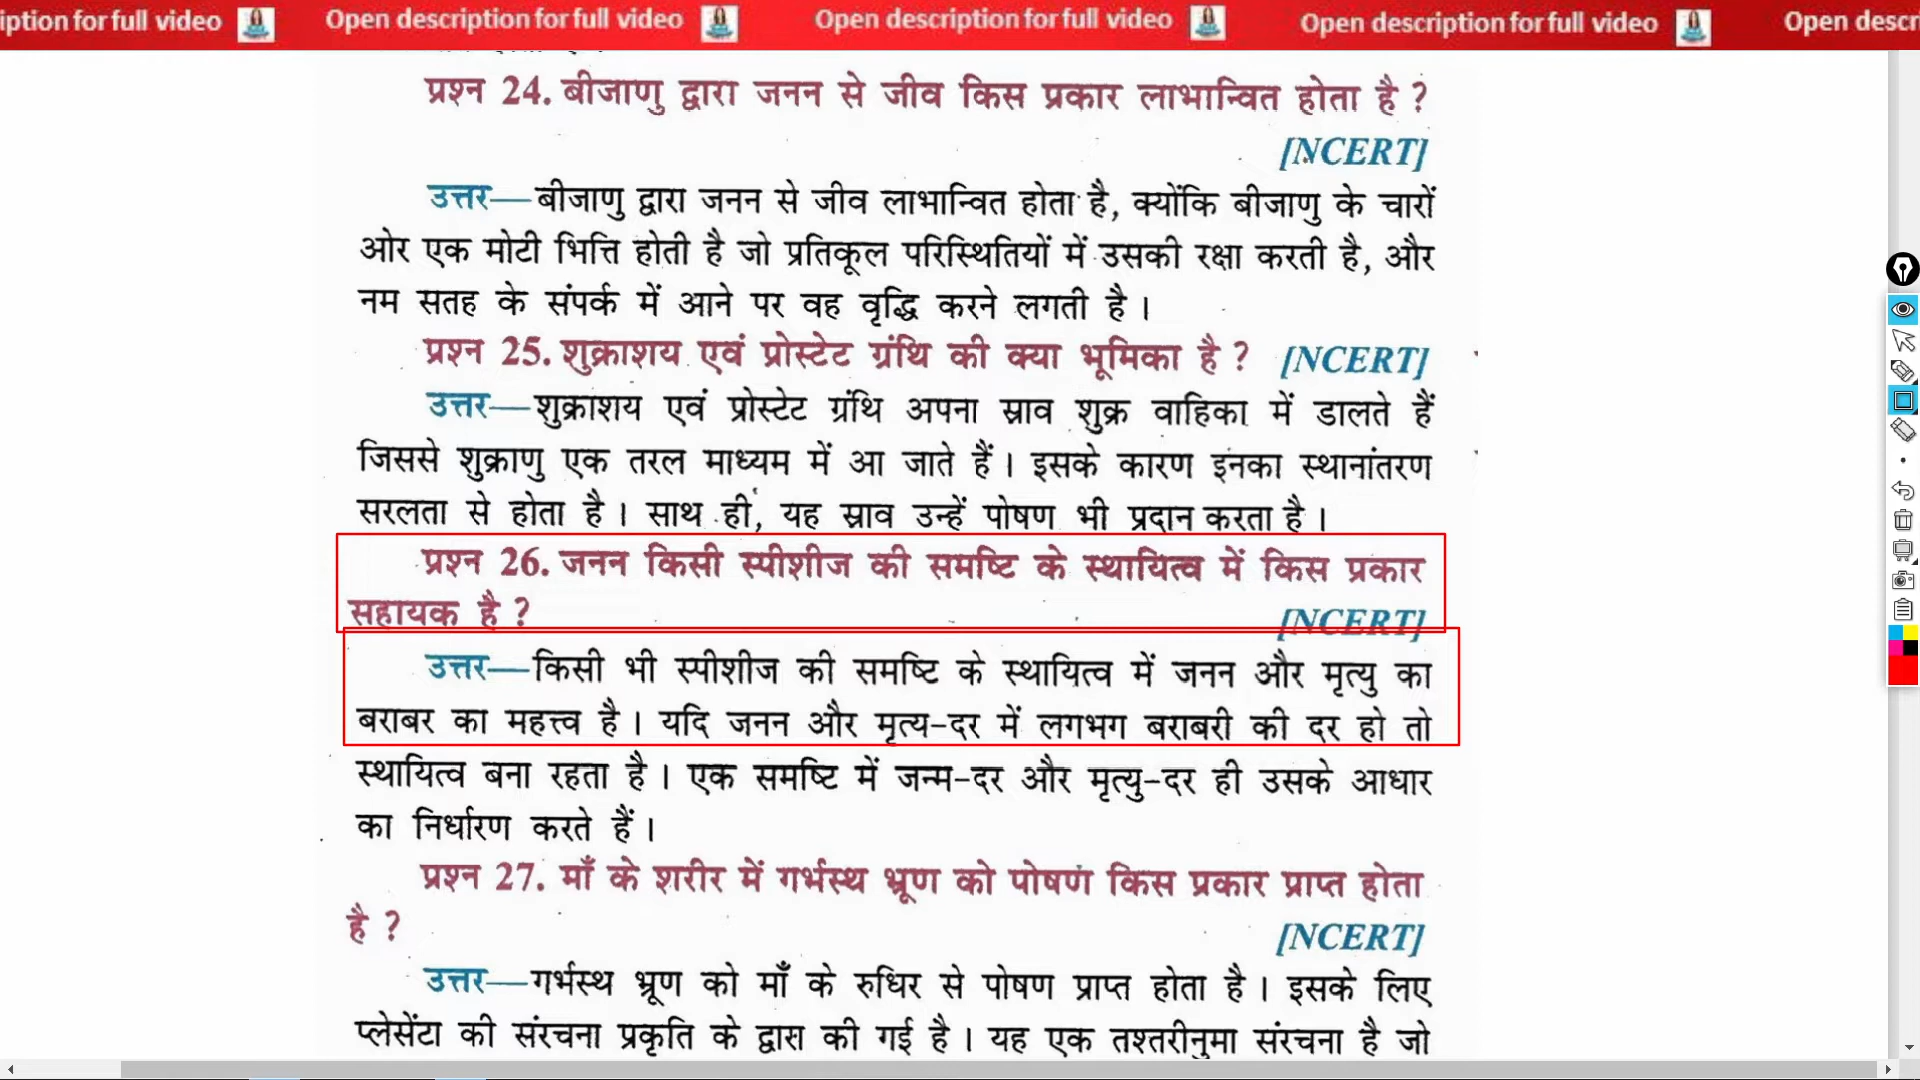 ption for full video Open description for full video Open description for full video Open description for full video Open descr
प्रश्न 24. बीजाणु द्वारा जनन से जीव किस प्रकार लाभान्वित होता है ?
[NCERT]
उत्तर—बीजाणु द्वारा जनन से जीव लाभान्वित होता है, क्योंकि बीजाणु के चारों
ओर एक मोटी भित्ति होती है जो प्रतिकूल परिस्थितियों में उसकी रक्षा करती है, और
नम सतह के संपर्क में आने पर वह वृद्धि करने लगती है ।
प्रश्न 25. शुक्राशय एवं प्रोस्टेट ग्रंथि की क्या भूमिका है ? [NCERT]
उत्तर—शुक्राशय एवं प्रोस्टेट ग्रंथि अपना स्राव शुक्र वाहिका में डालते हैं
जिससे शुक्राणु एक तरल माध्यम में आ जाते हैं । इसके कारण इनका स्थानांतरण
सरलता से होता है । साथ ही, यह स्राव उन्हें पोषण भी प्रदान करता है ।
प्रश्न 26. जनन किसी स्पीशीज की समष्टि के स्थायित्व में किस प्रकार
सहायक है ? [NCERT]
उत्तर—किसी भी स्पीशीज की समष्टि के स्थायित्व में जनन और मृत्यु का
बराबर का महत्त्व है । यदि जनन और मृत्य-दर में लगभग बराबरी की दर हो तो
स्थायित्व बना रहता है । एक समष्टि में जन्म-दर और मृत्यु-दर ही उसके आधार
का निर्धारण करते हैं ।
प्रश्न 27. माँ के शरीर में गर्भस्थ भ्रूण को पोषण किस प्रकार प्राप्त होता
है ? [NCERT]
उत्तर—गर्भस्थ भ्रूण को माँ के रुधिर से पोषण प्राप्त होता है । इसके लिए
प्लेसेंटा की संरचना प्रकृति के द्वारा की गई है । यह एक तश्तरीनुमा संरचना है जो